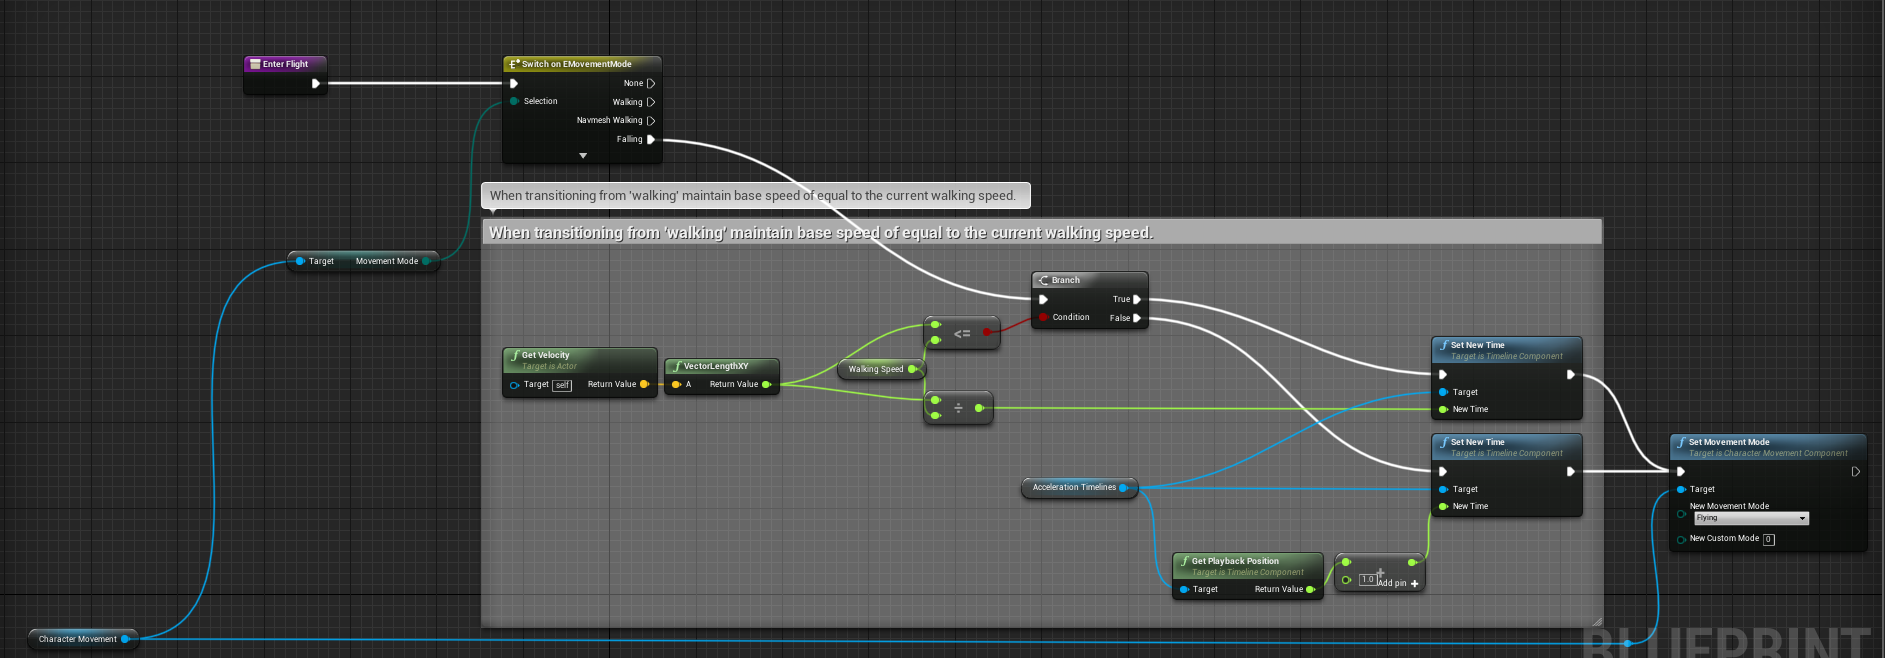 Enter Flight
Switch on EMovementMode
None
Selection
Walking
Navmesh Walking
Falling
When transitioning from 'walking' maintain base speed of equal to the current walking speed.
When transitioning from 'walking' maintain base speed of equal to the current walking speed.
Target Movement Mode
Branch
True
Condition False
<=
Get Velocity
Target is Actor
Target self Return Value
VectorLengthXY
A Return Value
Walking Speed
÷
Set New Time
Target is Timeline Component
Target
New Time
Set New Time
Target is Timeline Component
Target
New Time
Set Movement Mode
Target is Character Movement Component
Target
New Movement Mode
Flying
New Custom Mode 0
Acceleration Timelines
Get Playback Position
Target is Timeline Component
Target Return Value
+
1.0 Add pin +
Character Movement
BLUEPRINT